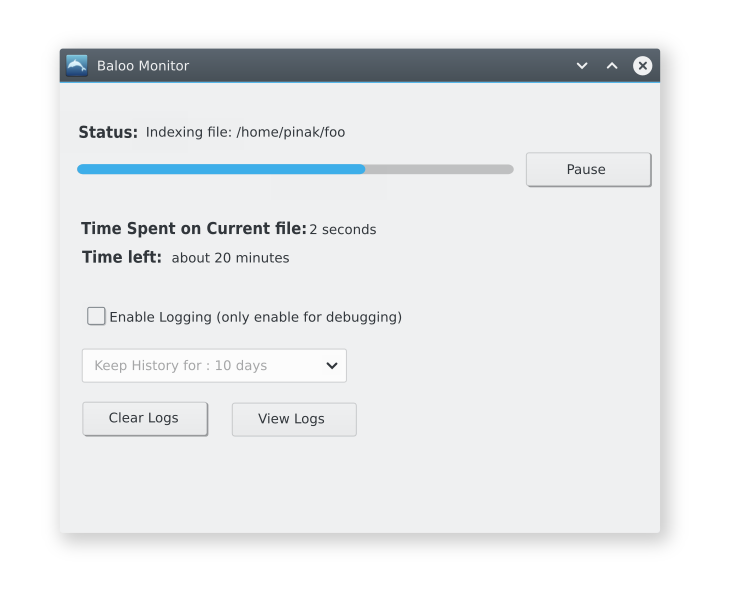 Baloo Monitor
Status: Indexing file: /home/pinak/foo
Pause
Time Spent on Current file: 2 seconds
Time left: about 20 minutes
Enable Logging (only enable for debugging)
Keep History for : 10 days
Clear Logs View Logs